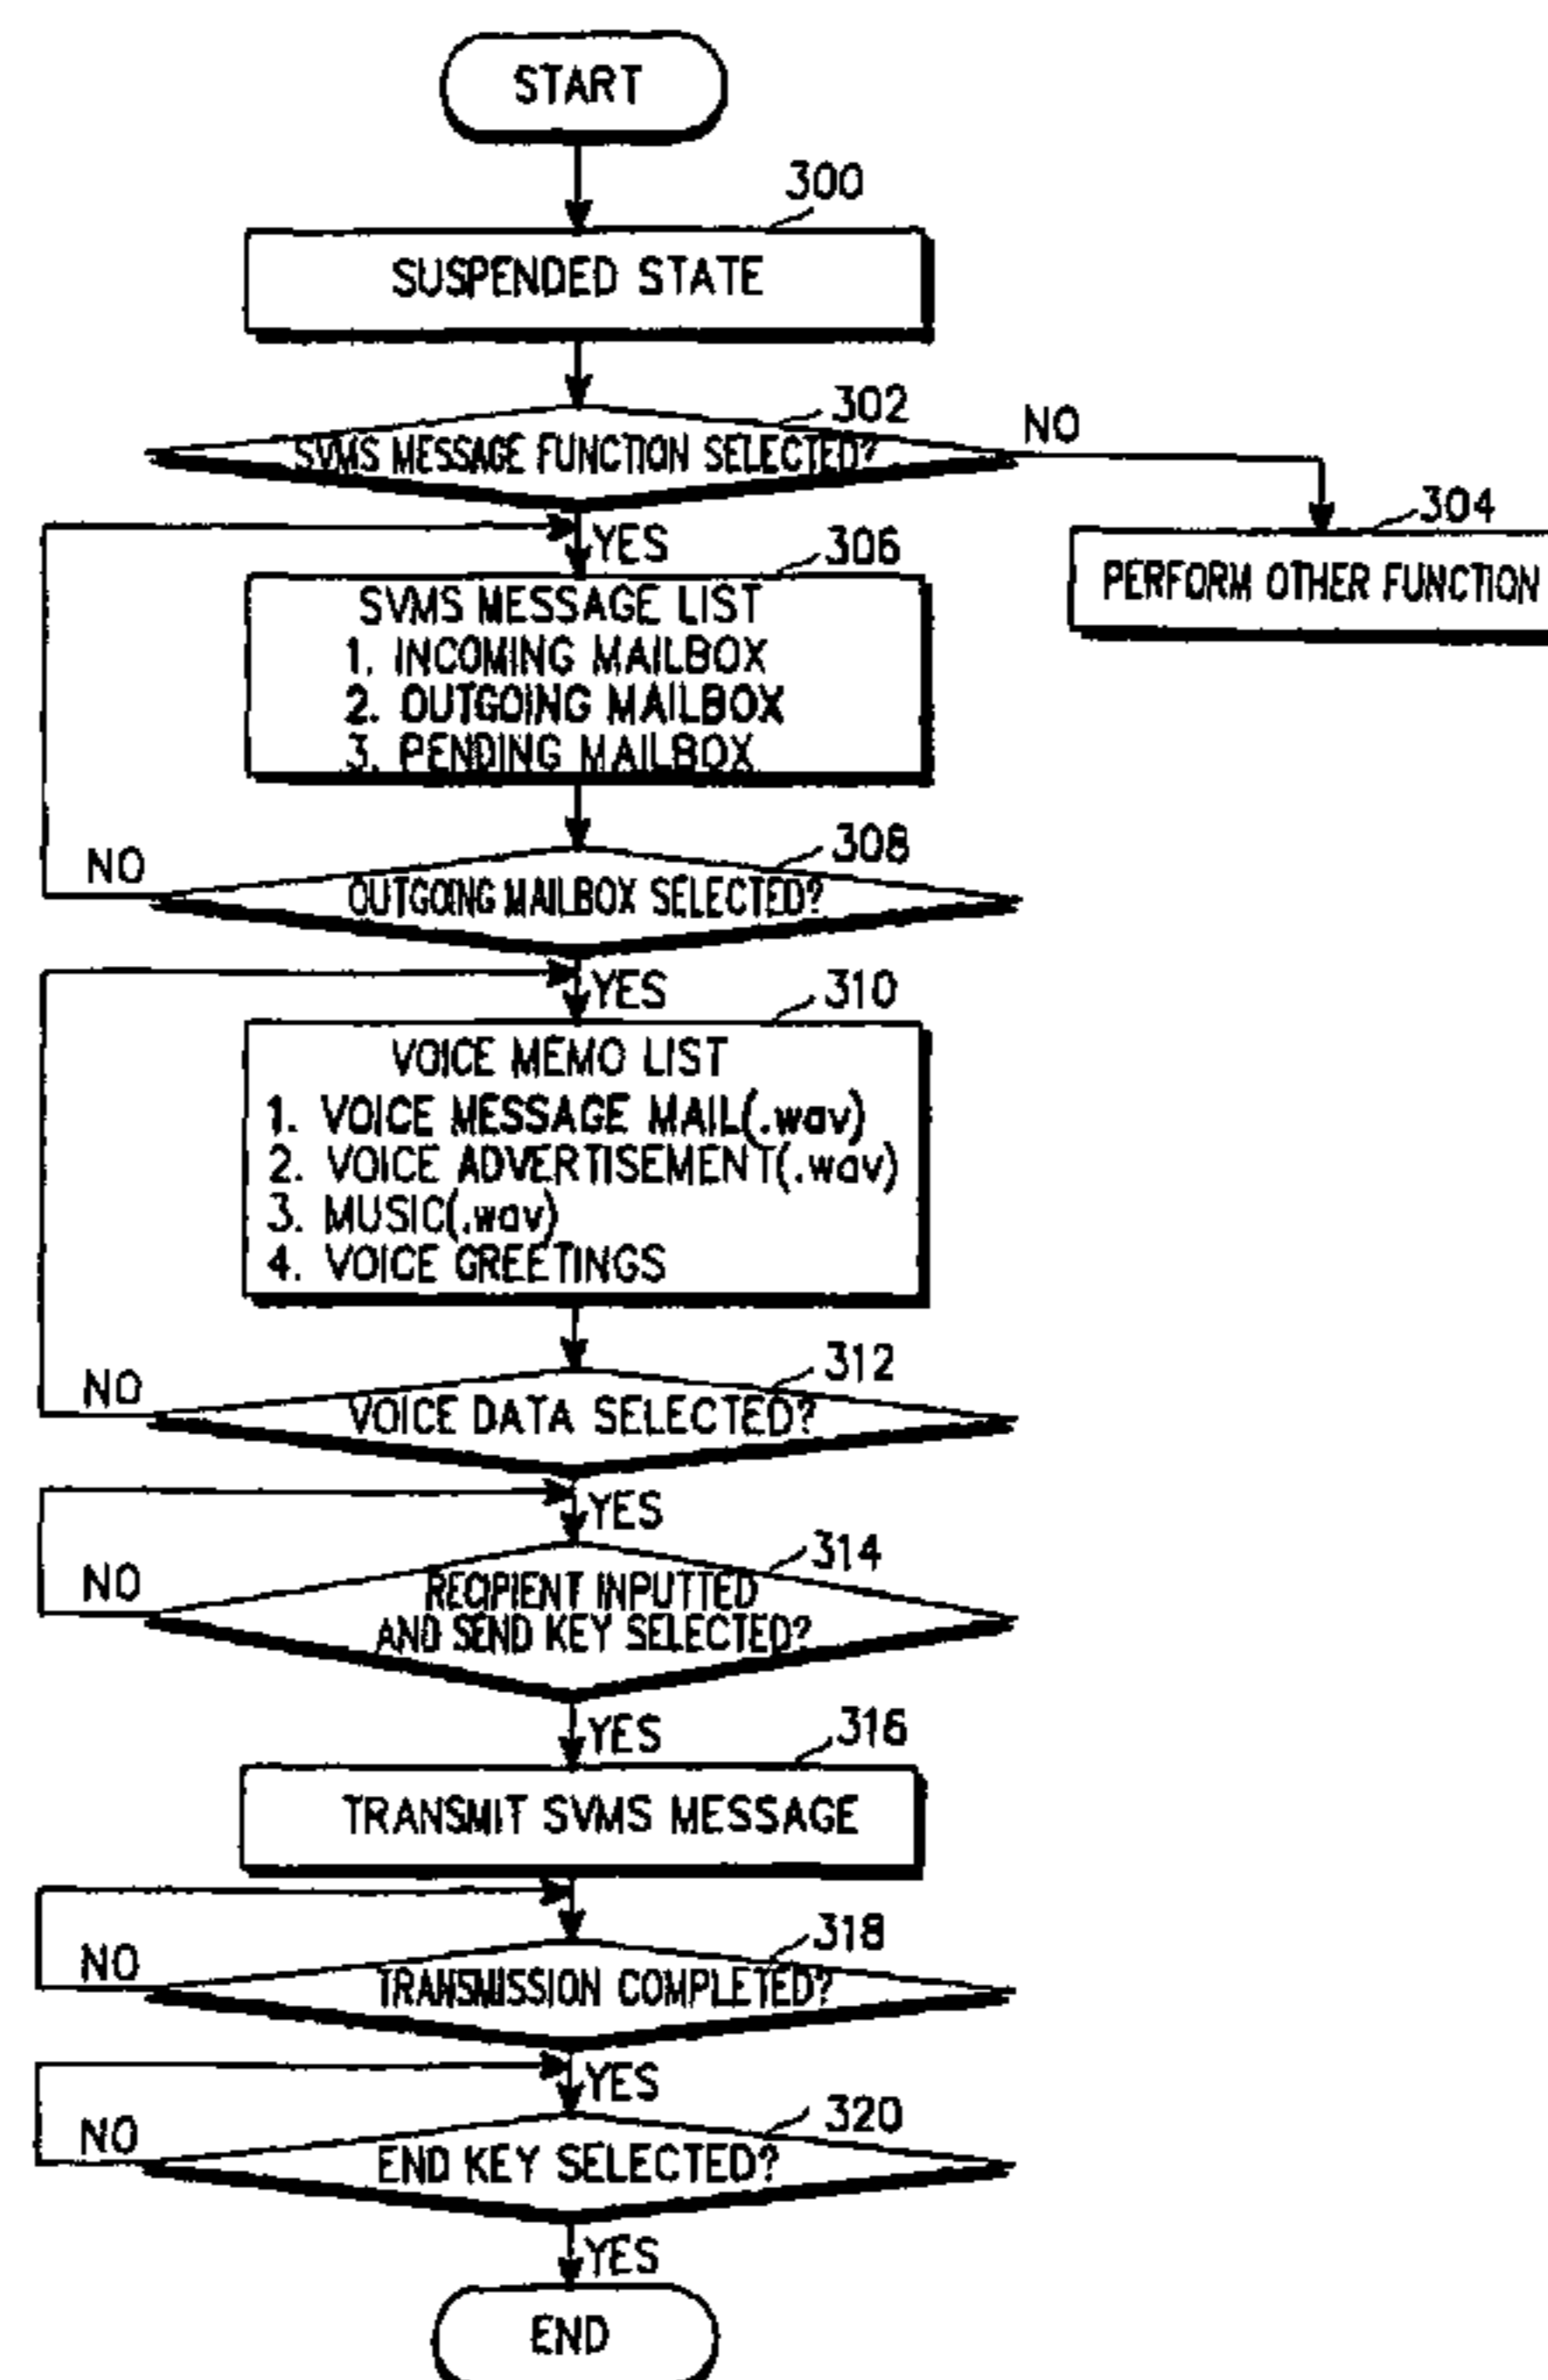 START
300
SUSPENDED STATE
302
SVMS MESSAGE FUNCTION SELECTED?
NO
304
PERFORM OTHER FUNCTION
YES
306
SVMS MESSAGE LIST
1. INCOMING MAILBOX
2. OUTGOING MAILBOX
3. PENDING MAILBOX
308
NO
OUTGOING MAILBOX SELECTED?
YES
310
VOICE MEMO LIST
1. VOICE MESSAGE MAIL(.wav)
2. VOICE ADVERTISEMENT(.wav)
3. MUSIC(.wav)
4. VOICE GREETINGS
312
NO
VOICE DATA SELECTED?
YES
314
NO
RECIPIENT INPUTTED
AND SEND KEY SELECTED?
YES
316
TRANSMIT SVMS MESSAGE
318
NO
TRANSMISSION COMPLETED?
YES
320
NO
END KEY SELECTED?
YES
END